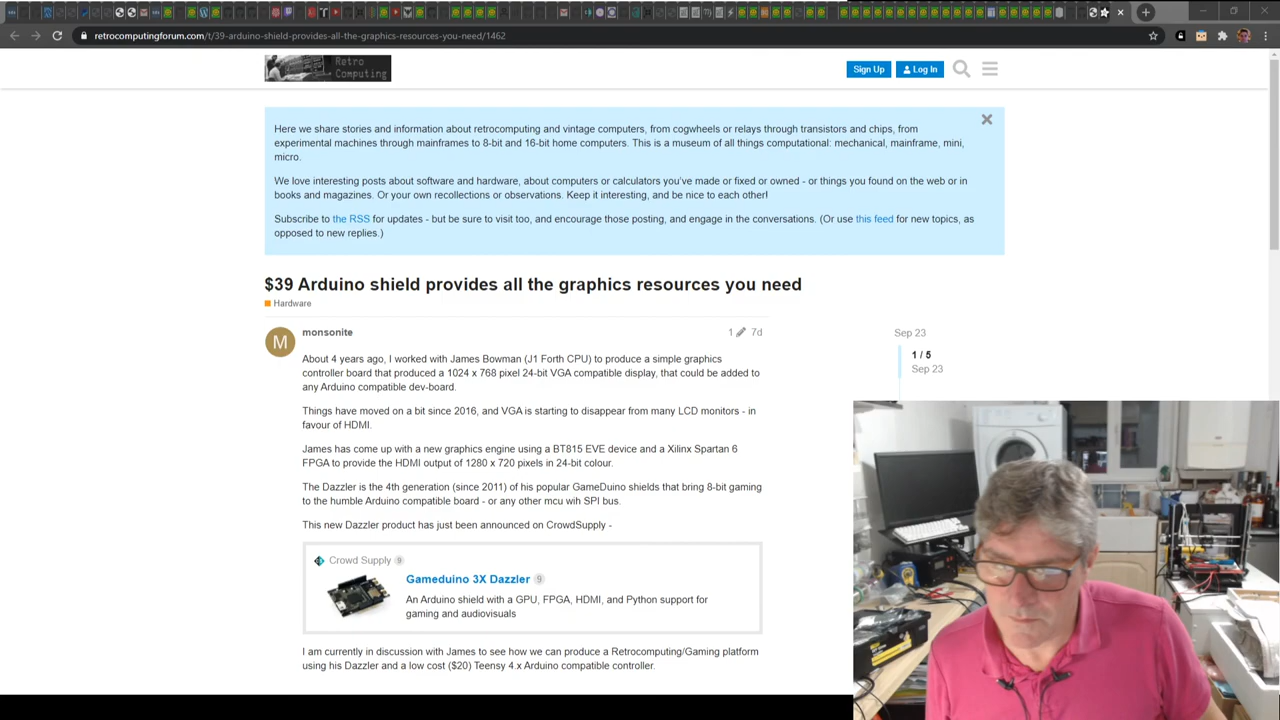 retrocomputingforum.com/t/39-arduino-shield-provides-all-the-graphics-resources-you-need/1462
Retro
Computing
Sign Up
Log In
Here we share stories and information about retrocomputing and vintage computers, from cogwheels or relays through transistors and chips, from
experimental machines through mainframes to 8-bit and 16-bit home computers. This is a museum of all things computational: mechanical, mainframe, mini,
micro.
We love interesting posts about software and hardware, about computers or calculators you've made or fixed or owned - or things you found on the web or in
books and magazines. Or your own recollections or observations. Keep it interesting, and be nice to each other!
Subscribe to the RSS for updates - but be sure to visit too, and encourage those posting, and engage in the conversations. (Or use this feed for new topics, as
opposed to new replies.)
$39 Arduino shield provides all the graphics resources you need
Hardware
M
monsonite
1
7d
About 4 years ago, I worked with James Bowman (J1 Forth CPU) to produce a simple graphics
controller board that produced a 1024 x 768 pixel 24-bit VGA compatible display, that could be added to
any Arduino compatible dev-board.
Things have moved on a bit since 2016, and VGA is starting to disappear from many LCD monitors - in
favour of HDMI.
James has come up with a new graphics engine using a BT815 EVE device and a Xilinx Spartan 6
FPGA to provide the HDMI output of 1280 x 720 pixels in 24-bit colour.
The Dazzler is the 4th generation (since 2011) of his popular GameDuino shields that bring 8-bit gaming
to the humble Arduino compatible board - or any other mcu wih SPI bus.
This new Dazzler product has just been announced on CrowdSupply -
Crowd Supply 9
Gameduino 3X Dazzler 9
An Arduino shield with a GPU, FPGA, HDMI, and Python support for
gaming and audiovisuals
I am currently in discussion with James to see how we can produce a Retrocomputing/Gaming platform
using his Dazzler and a low cost ($20) Teensy 4.x Arduino compatible controller.
Sep 23
1 / 5
Sep 23